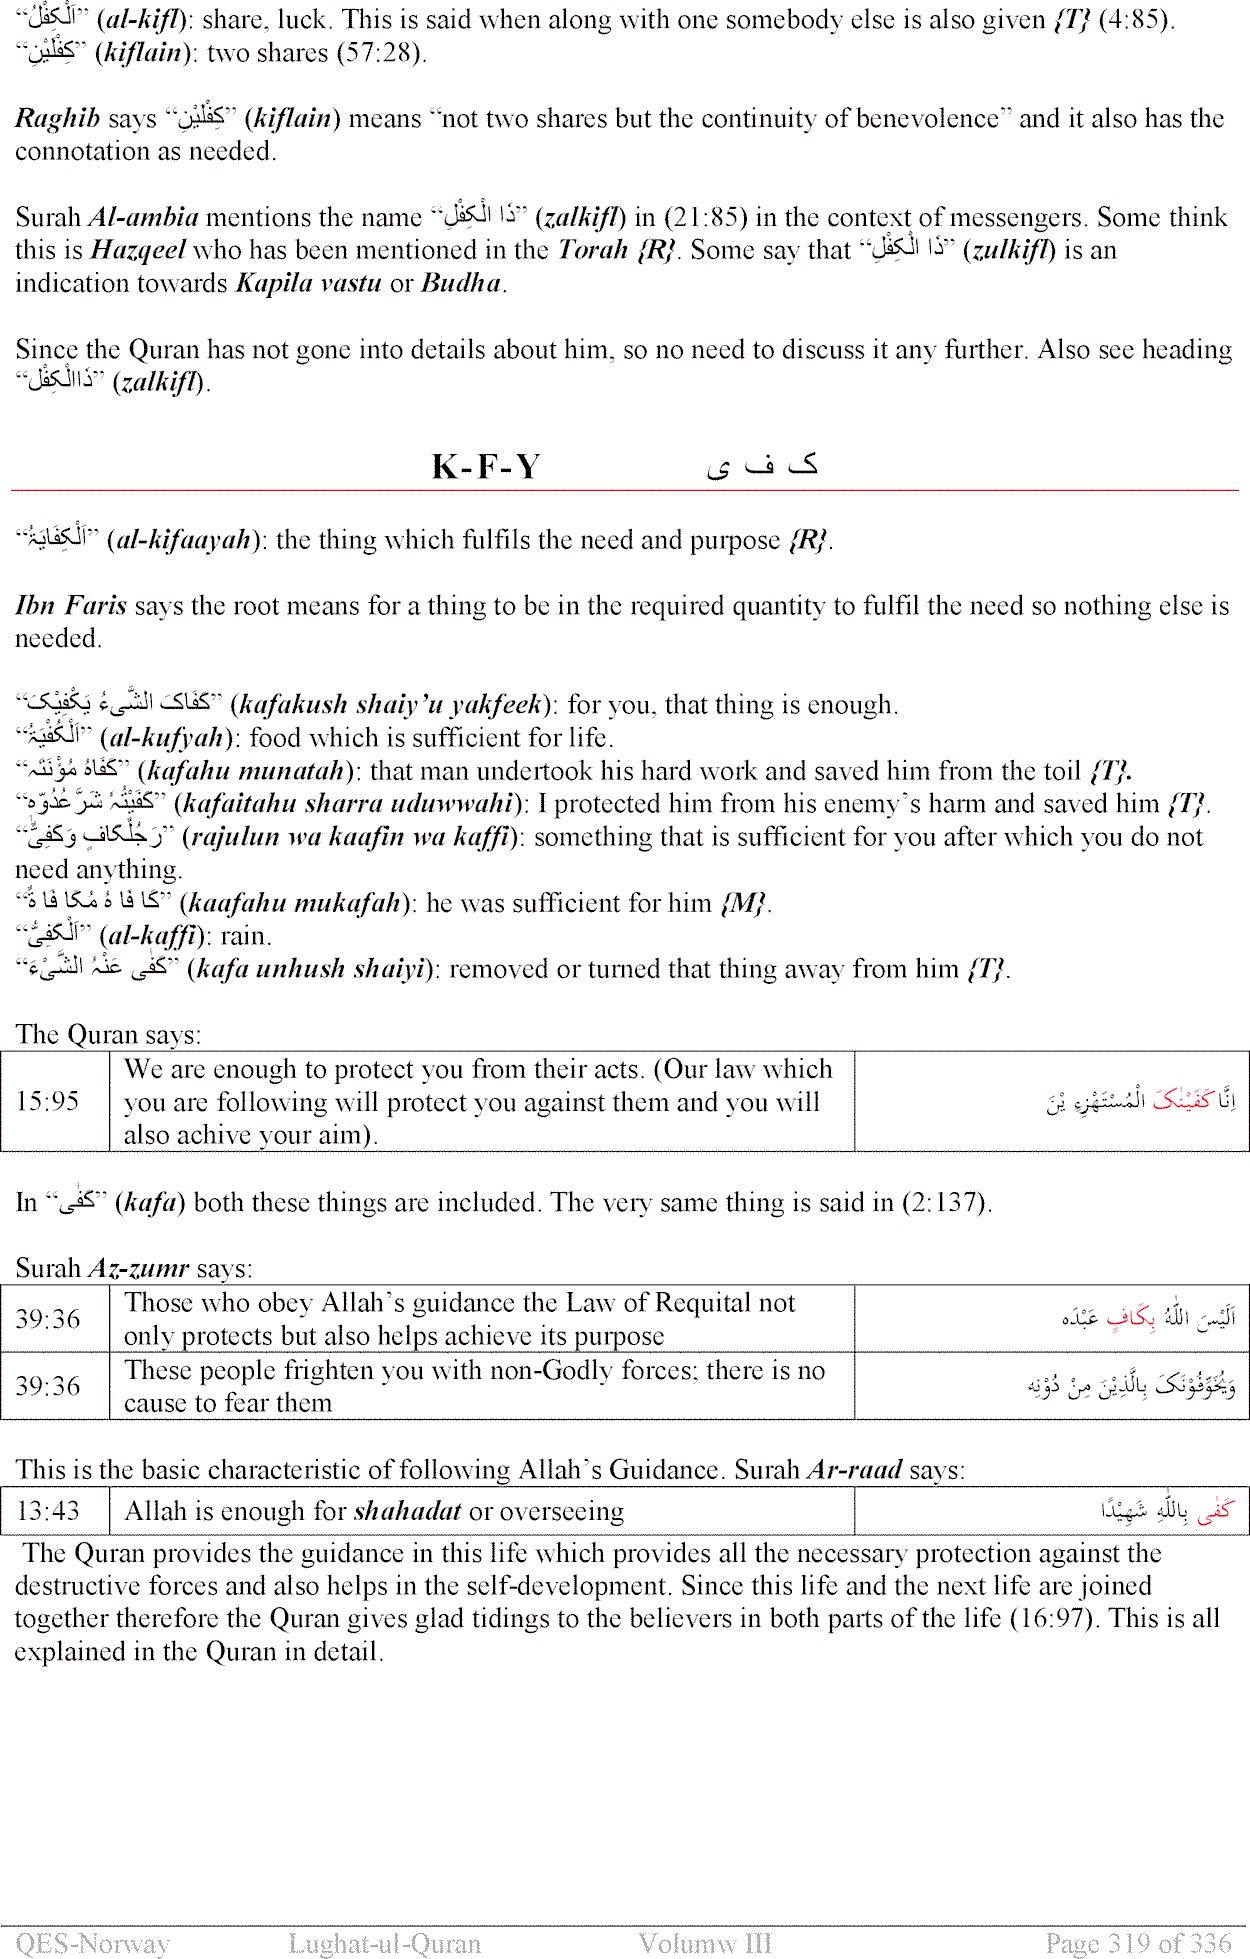 “اَلْكِفْلُ” (al-kifl): share, luck. This is said when along with one somebody else is also given {T} (4:85).
“كِفْلَيْنِ” (kiflain): two shares (57:28).
Raghib says “كِفْلَيْنِ” (kiflain) means “not two shares but the continuity of benevolence” and it also has the
connotation as needed.
Surah Al-ambia mentions the name “ذَا الْكِفْلِ” (zalkifl) in (21:85) in the context of messengers. Some think
this is Hazqeel who has been mentioned in the Torah {R}. Some say that “ذَا الْكِفْلِ” (zulkifl) is an
indication towards Kapila vastu or Budha.
Since the Quran has not gone into details about him, so no need to discuss it any further. Also see heading
“ذَاالْكِفْل” (zalkifl).
K-F-Y ک ف ی
“اَلْكِفَايَۃُ” (al-kifaayah): the thing which fulfils the need and purpose {R}.
Ibn Faris says the root means for a thing to be in the required quantity to fulfil the need so nothing else is
needed.
“كَفَاکَ الشَّیءُ يَكْفِيْکَ” (kafakush shaiy’u yakfeek): for you, that thing is enough.
“اَلْكُفْيَۃُ” (al-kufyah): food which is sufficient for life.
“كَفَاهُ مُؤْنَتَہ” (kafahu munatah): that man undertook his hard work and saved him from the toil {T}.
“كَفَيْتُہُ شَرَّ عُدُوِّہ” (kafaitahu sharra uduwwahi): I protected him from his enemy’s harm and saved him {T}.
“رَجُلٌكَافٍ وَكَفِیٌّ” (rajulun wa kaafin wa kaffi): something that is sufficient for you after which you do not
need anything.
“كَا فَا هُ مُكَا فَا ةً” (kaafahu mukafah): he was sufficient for him {M}.
“اَلْكَفِیُّ” (al-kaffi): rain.
“كَفٰى عَنْہُ الشَّیْءَ” (kafa unhush shaiyi): removed or turned that thing away from him {T}.
The Quran says:
15:95 We are enough to protect you from their acts. (Our law which
you are following will protect you against them and you will
also achive your aim). اِنَّا كَفَيْنٰکَ الْمُسْتَهْزِءِ يْنَ
In “كَفٰى” (kafa) both these things are included. The very same thing is said in (2:137).
Surah Az-zumr says:
39:36 Those who obey Allah’s guidance the Law of Requital not
only protects but also helps achieve its purpose اَلَيْسَ اللّٰهُ بِكَافٍ عَبْدَه
39:36 These people frighten you with non-Godly forces; there is no
cause to fear them وَيُخَوِّفُوْنَکَ بِالَّذِيْنَ مِنْ دُوْنِه
This is the basic characteristic of following Allah’s Guidance. Surah Ar-raad says:
13:43 Allah is enough for shahadat or overseeing كَفٰى بِاللّٰهِ شَهِيْدًا
The Quran provides the guidance in this life which provides all the necessary protection against the
destructive forces and also helps in the self-development. Since this life and the next life are joined
together therefore the Quran gives glad tidings to the believers in both parts of the life (16:97). This is all
explained in the Quran in detail.
QES-Norway Lughat-ul-Quran Volumw III Page 319 of 336